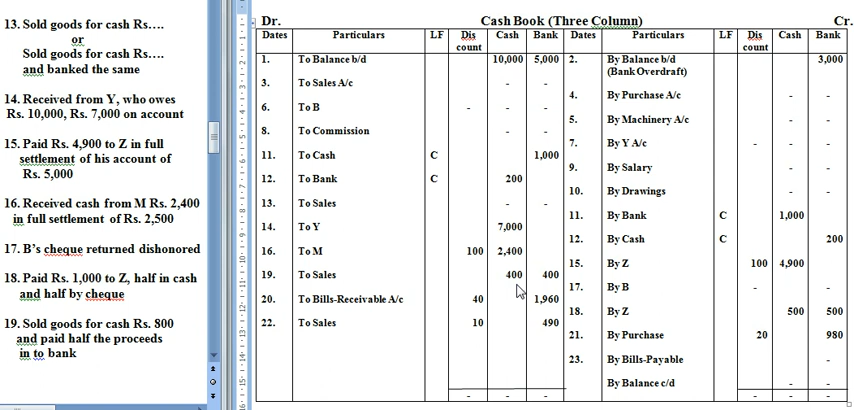 13. Sold goods for cash Rs….
or
Sold goods for cash Rs….
and banked the same
14. Received from Y, who owes
Rs. 10,000, Rs. 7,000 on account
15. Paid Rs. 4,900 to Z in full
settlement of his account of
Rs. 5,000
16. Received cash from M Rs. 2,400
in full settlement of Rs. 2,500
17. B's cheque returned dishonored
18. Paid Rs. 1,000 to Z, half in cash
and half by cheque
19. Sold goods for cash Rs. 800
and paid half the proceeds
in to bank
Dr. Cash Book (Three Column) Cr.
Dates Particulars LF Dis count Cash Bank Dates Particulars LF Dis count Cash Bank
1. To Balance b/d 10,000 5,000 2. By Balance b/d 3,000
(Bank Overdraft)
3. To Sales A/c - -
4. By Purchase A/c - -
6. To B - - -
5. By Machinery A/c - -
8. To Commission - -
7. By Y A/c - - -
11. To Cash C 1,000
9. By Salary - -
12. To Bank C 200
10. By Drawings - -
13. To Sales - -
11. By Bank C 1,000
14. To Y 7,000
12. By Cash C 200
16. To M 100 2,400
15. By Z 100 4,900
19. To Sales 400 400
17. By B - -
20. To Bills-Receivable A/c 40 1,960
18. By Z 500 500
22. To Sales 10 490
21. By Purchase 20 980
23. By Bills-Payable -
By Balance c/d - -
- - - - - -